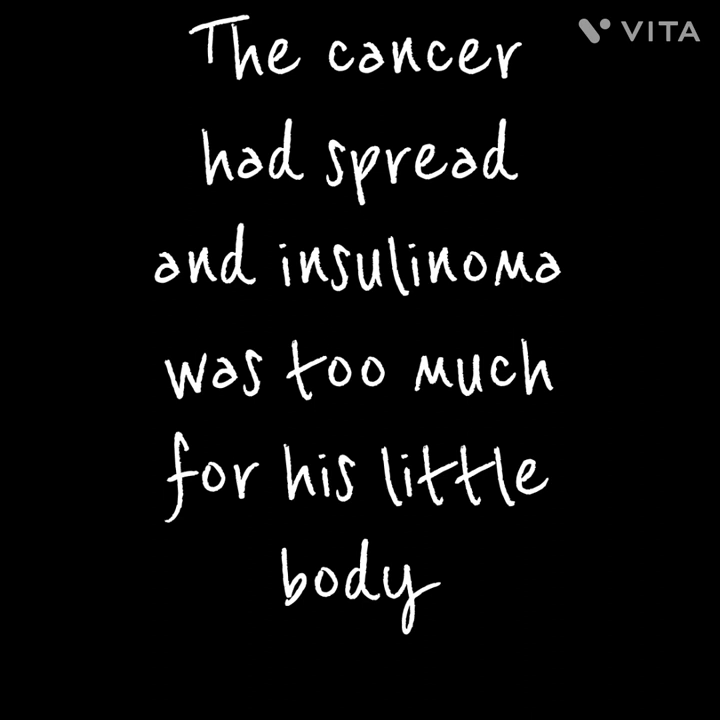 VITA
The cancer
had spread
and insulinoma
was too much
for his little
body